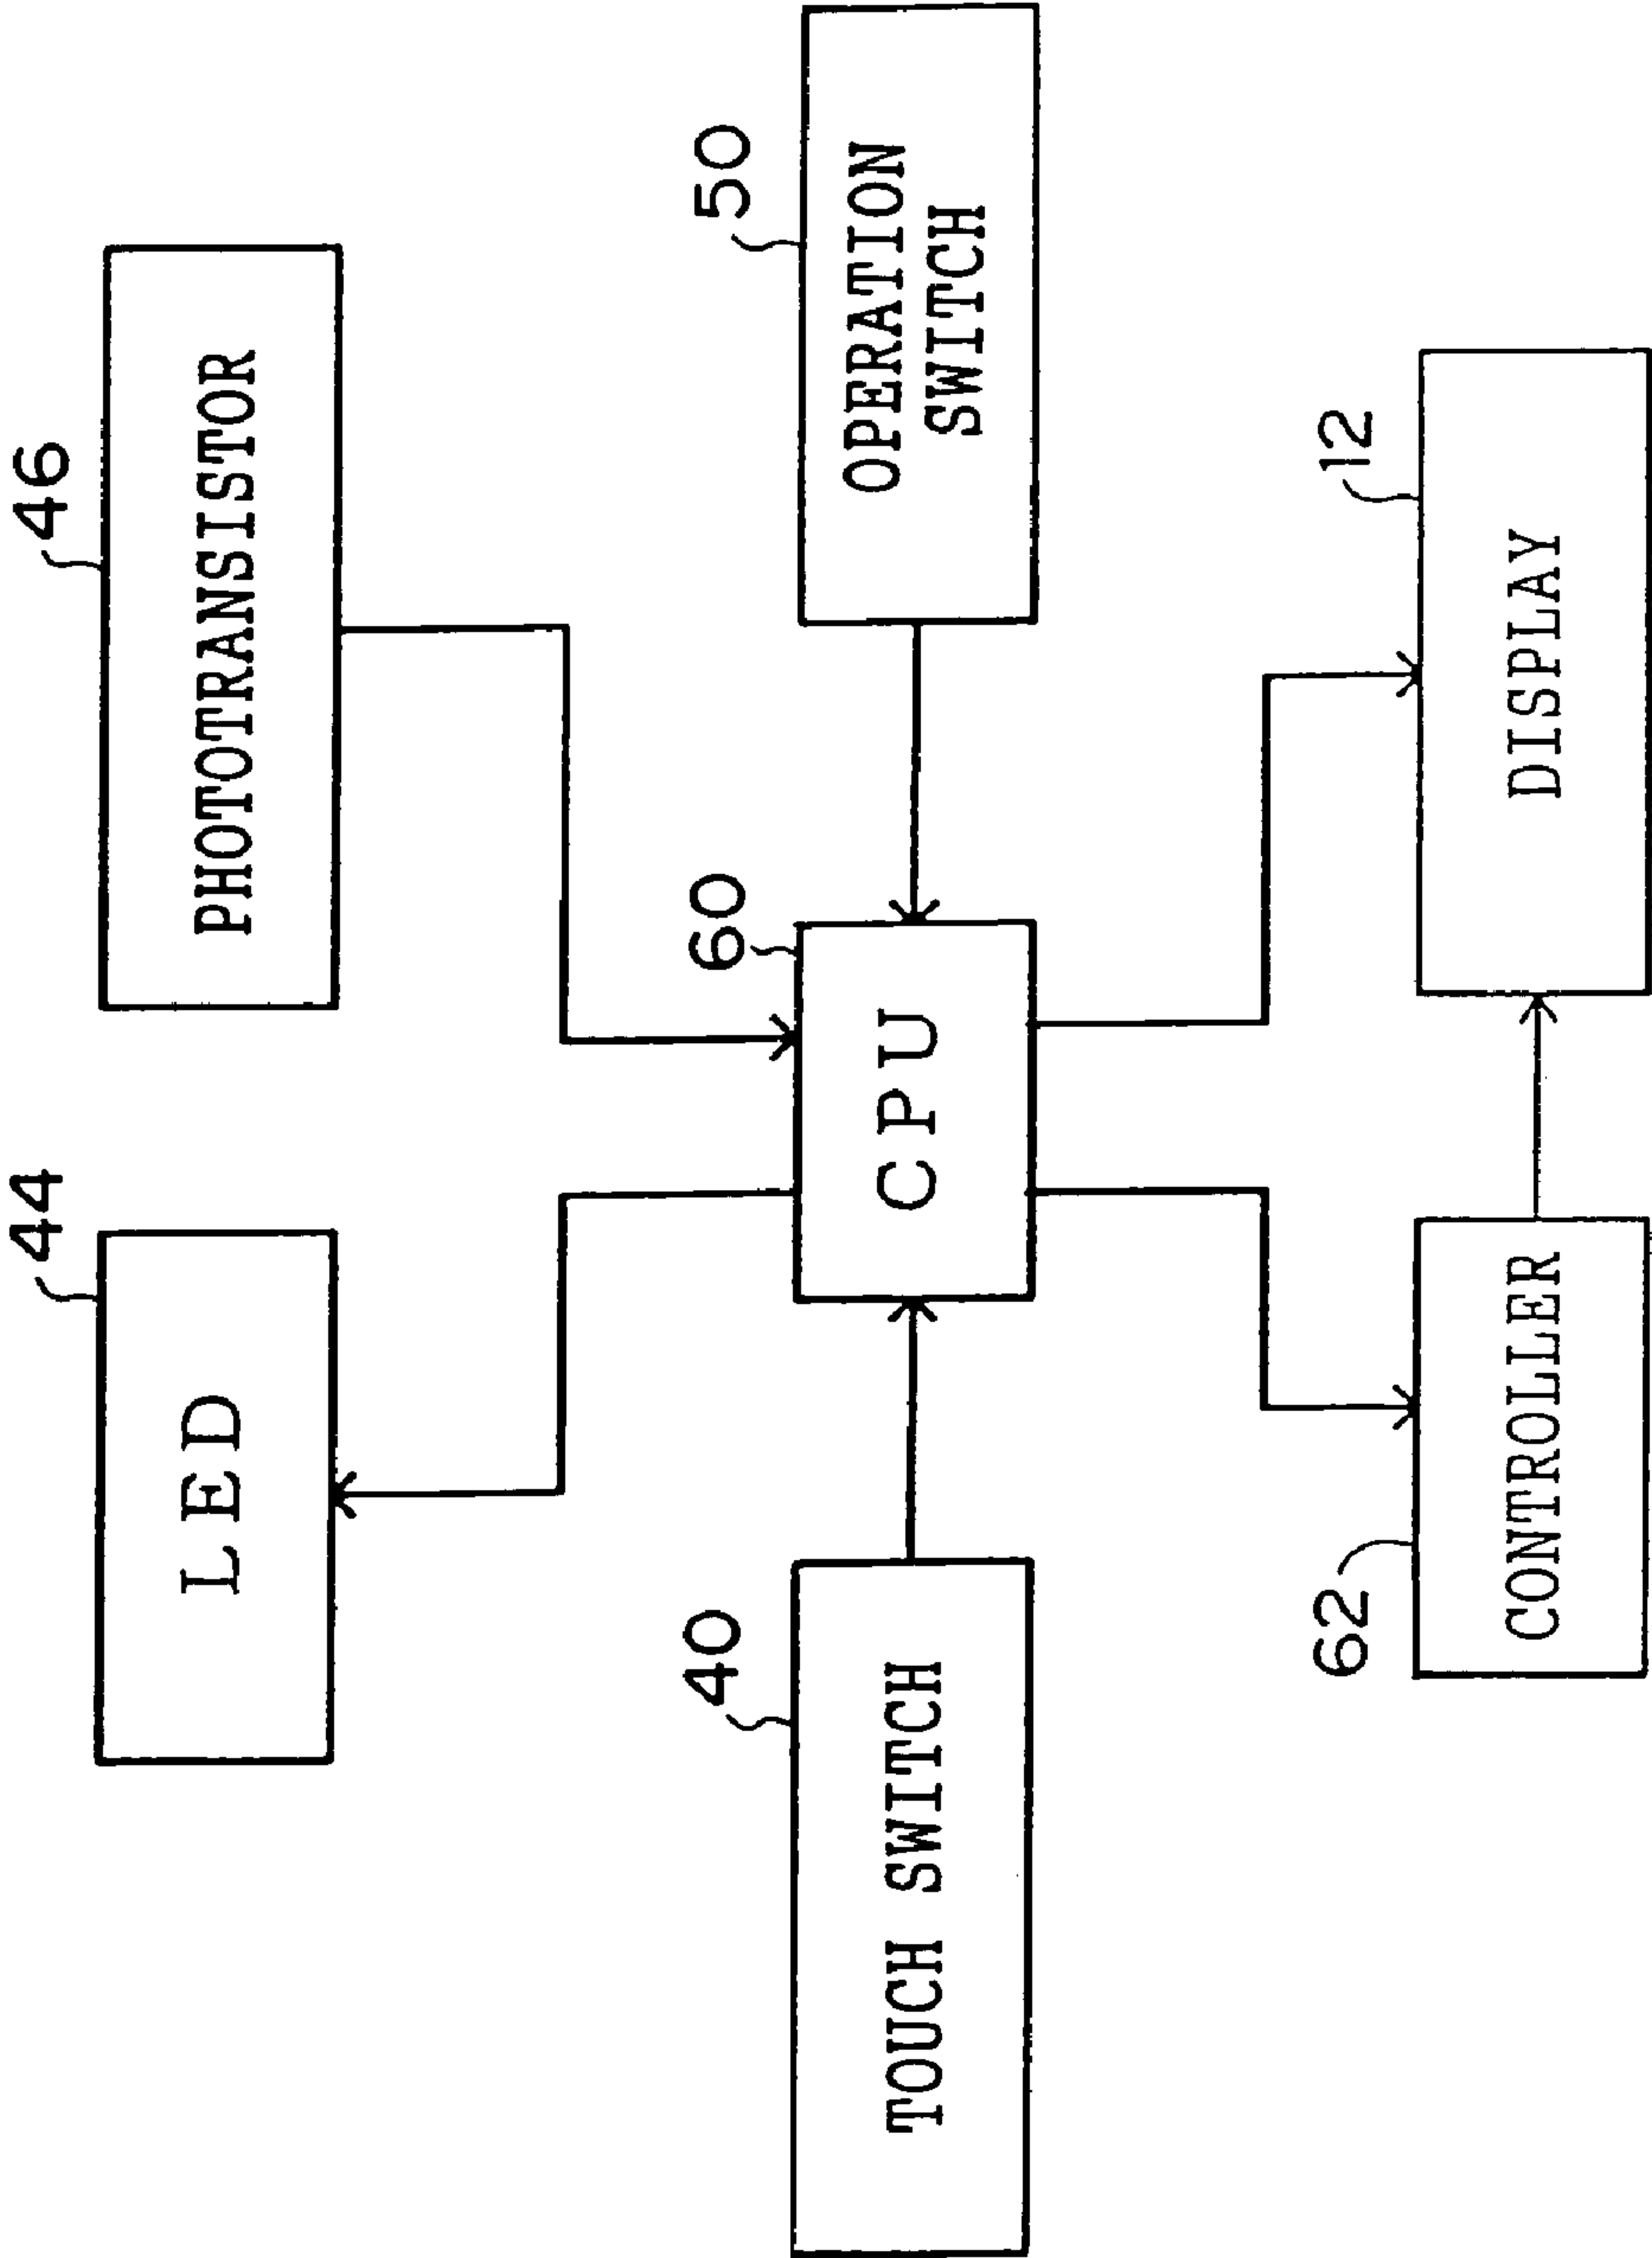 44
LED
46
PHOTOTRANSISTOR
40
TOUCH SWITCH
60
CPU
50
OPERATION
SWITCH
62
CONTROLLER
12
DISPLAY